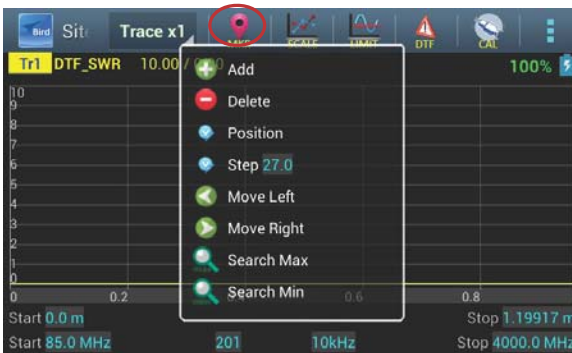 Bird Sit Trace x1 MKR SCALE LIMIT DTF CAL
Tr1 DTF_SWR 10.00 / 100%
Add
Delete
Position
Step 27.0
Move Left
Move Right
Search Max
Search Min
10
9
8
7
6
5
4
3
2
1
0
0 0.2 0.6 0.8
Start 0.0 m Stop 1.19917 m
Start 85.0 MHz 201 10kHz Stop 4000.0 MHz